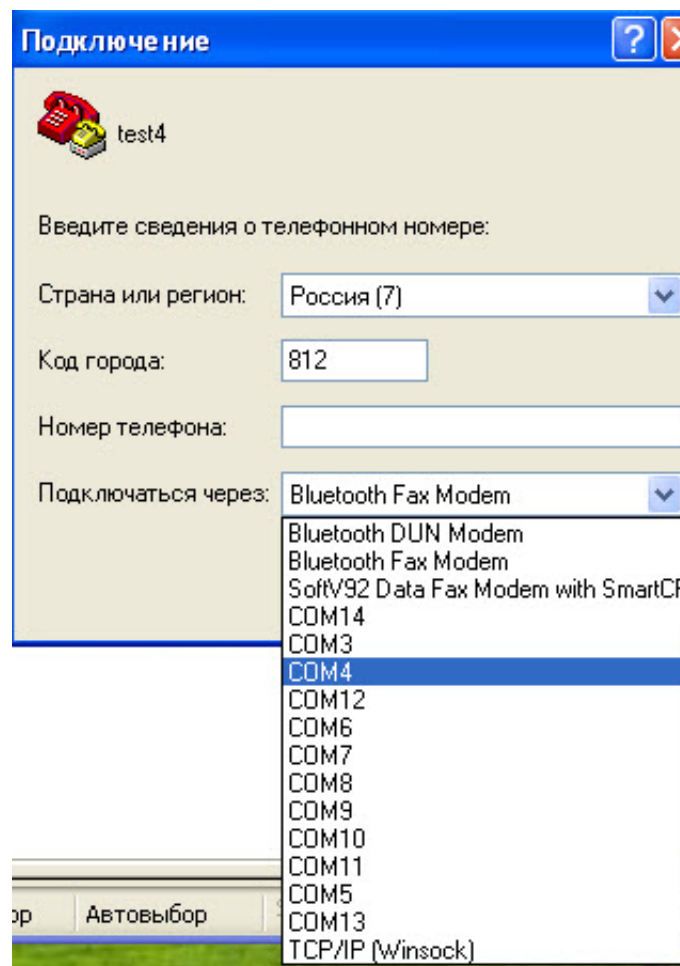 Подключение
test4
Введите сведения о телефонном номере:
Страна или регион: Россия (7)
Код города: 812
Номер телефона:
Подключаться через: Bluetooth Fax Modem
Bluetooth DUN Modem
Bluetooth Fax Modem
SoftV92 Data Fax Modem with
COM14
COM3
COM4
COM12
COM6
COM7
COM8
COM9
COM10
COM11
COM5
COM13
TCP/IP (Winsock)
Автовыбор